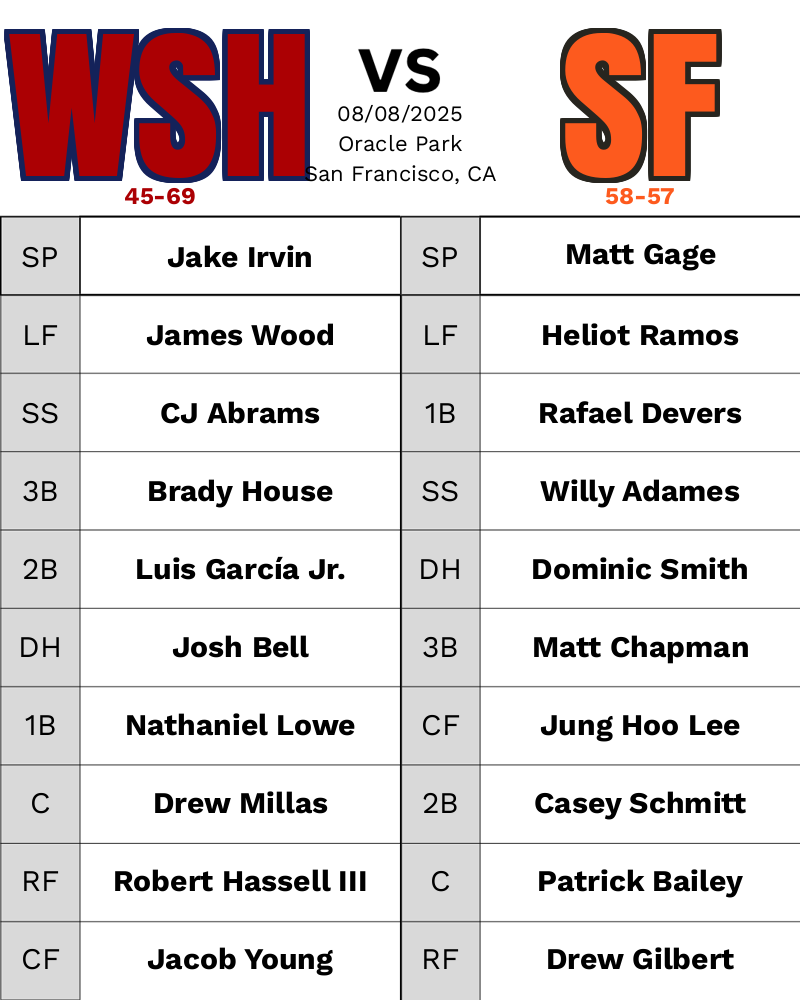 WSH
VS
SF
08/08/2025
Oracle Park
San Francisco, CA
45-69
58-57
SP Jake Irvin SP Matt Gage
LF James Wood LF Heliot Ramos
SS CJ Abrams 1B Rafael Devers
3B Brady House SS Willy Adames
2B Luis García Jr. DH Dominic Smith
DH Josh Bell 3B Matt Chapman
1B Nathaniel Lowe CF Jung Hoo Lee
C Drew Millas 2B Casey Schmitt
RF Robert Hassell III C Patrick Bailey
CF Jacob Young RF Drew Gilbert